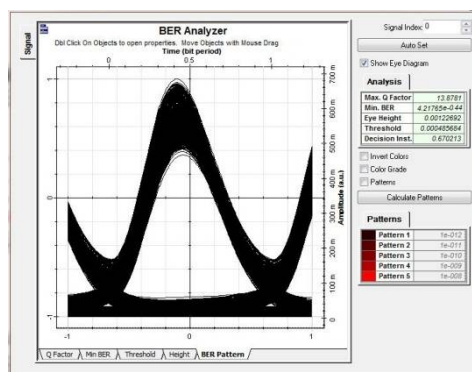 BER Analyzer
Dbl Click On Objects to open properties. Move Objects with Mouse Drag
Time (bit period)
0 0.5 1
Signal
1
0
-1
-1 0 1
700 m
600 m
500 m
400 m
300 m
200 m
100 m
0
Amplitude (a.u.)
Q Factor Min BER Threshold Height BER Pattern
Signal Index: 0
Auto Set
Show Eye Diagram
Analysis
Max. Q Factor 13.8781
Min. BER 4.21765e-044
Eye Height 0.00122692
Threshold 0.000485684
Decision Inst. 0.670213
Invert Colors
Color Grade
Patterns
Calculate Patterns
Patterns
Pattern 1 1e-012
Pattern 2 1e-011
Pattern 3 1e-010
Pattern 4 1e-009
Pattern 5 1e-008